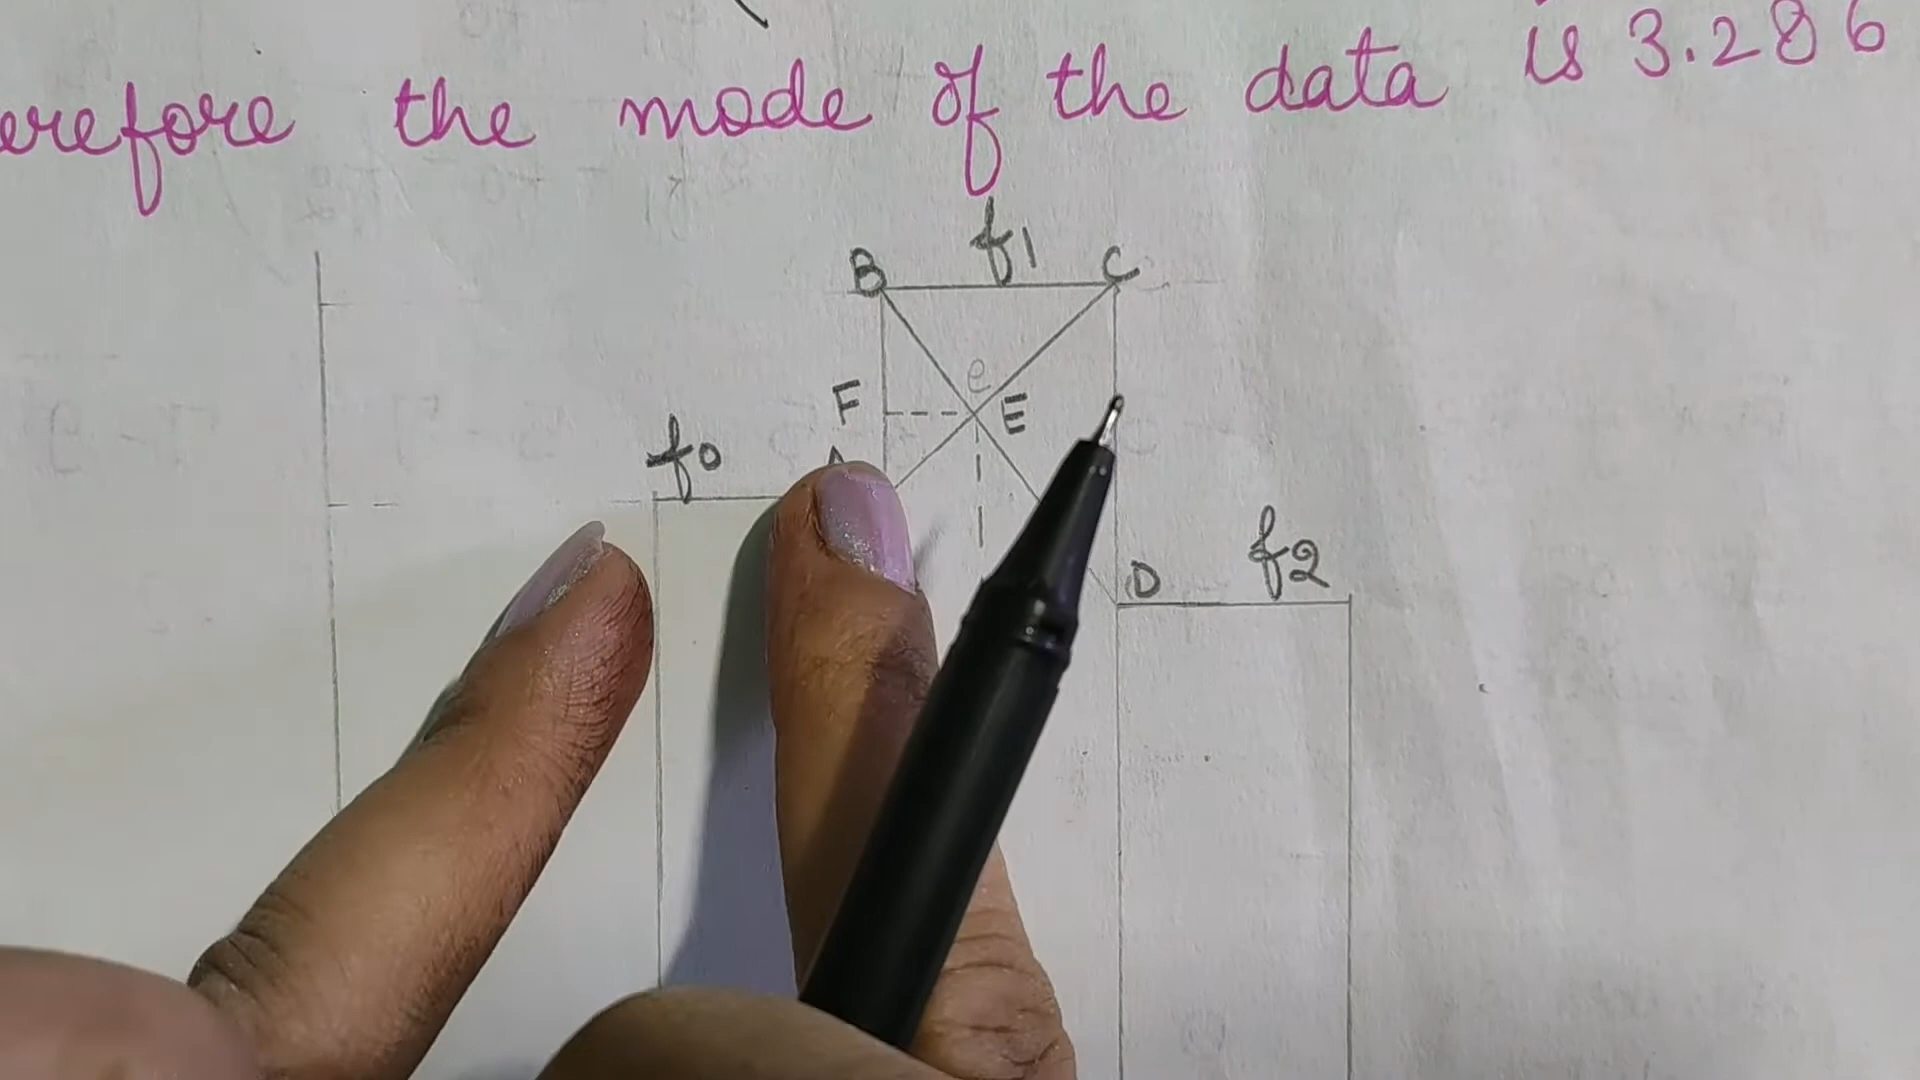 erefore the mode of the data is 3.286
B f1 C
e
F E
f0 A
D f2